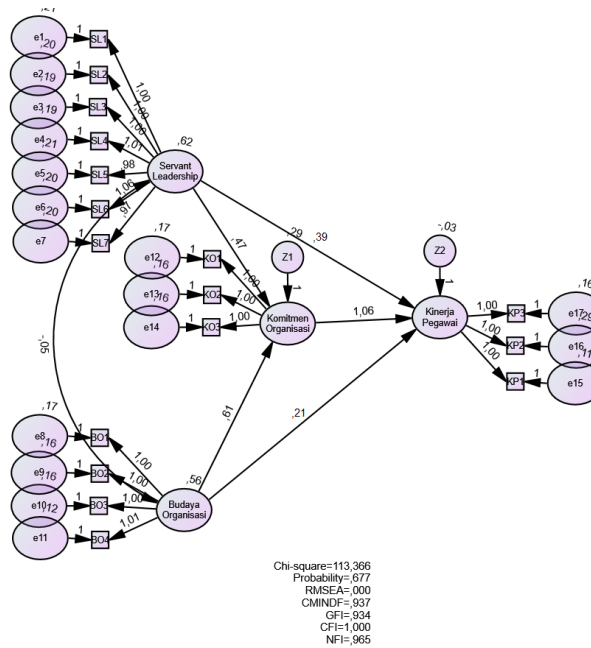 ,21
e1
1
SL1
,20
e2
1
SL2
,19
e3
1
SL3
,19
e4
1
SL4
,21
e5
1
SL5
,20
e6
1
SL6
,20
e7
1
SL7
1,00
1,00
1,00
1,01
,98
1,06
,97
,62
Servant
Leadership
-,05
,47
,29
,39
-,03
Z2
1
Z1
1
,17
e12
1
KO1
,16
e13
1
KO2
,16
e14
1
KO3
1,00
1,00
1,00
Komitmen
Organisasi
1,06
Kinerja
Pegawai
1,00
KP3
1
e17
,16
1,00
KP2
1
e16
,29
1,00
KP1
1
e15
,11
,61
,21
,17
e8
1
BO1
,16
e9
1
BO2
,16
e10
1
BO3
,12
e11
1
BO4
1,00
1,00
1,00
1,01
,56
Budaya
Organisasi
Chi-square=113,366
Probability=,677
RMSEA=,000
CMINDF=,937
GFI=,934
CFI=1,000
NFI=,965